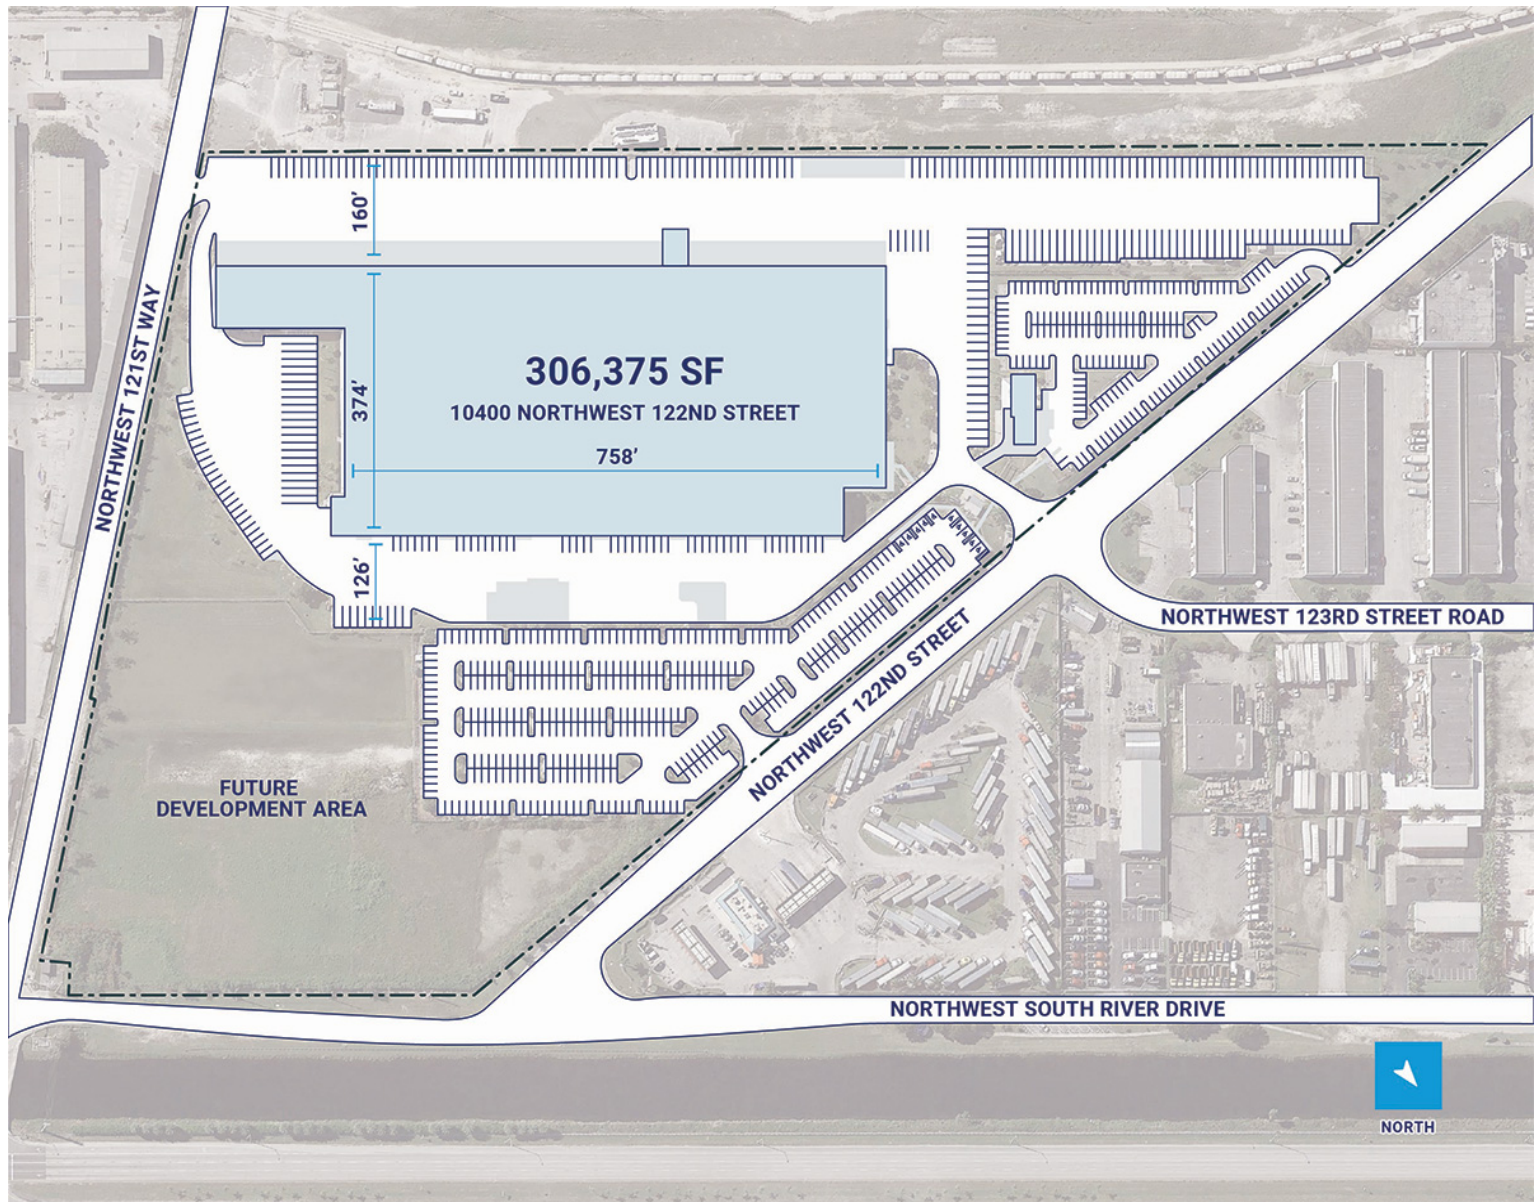 160’
NORTHWEST 121ST WAY
374’
306,375 SF
10400 NORTHWEST 122ND STREET
758’
126’
NORTHWEST 123RD STREET ROAD
NORTHWEST 122ND STREET
FUTURE
DEVELOPMENT AREA
NORTHWEST SOUTH RIVER DRIVE
NORTH